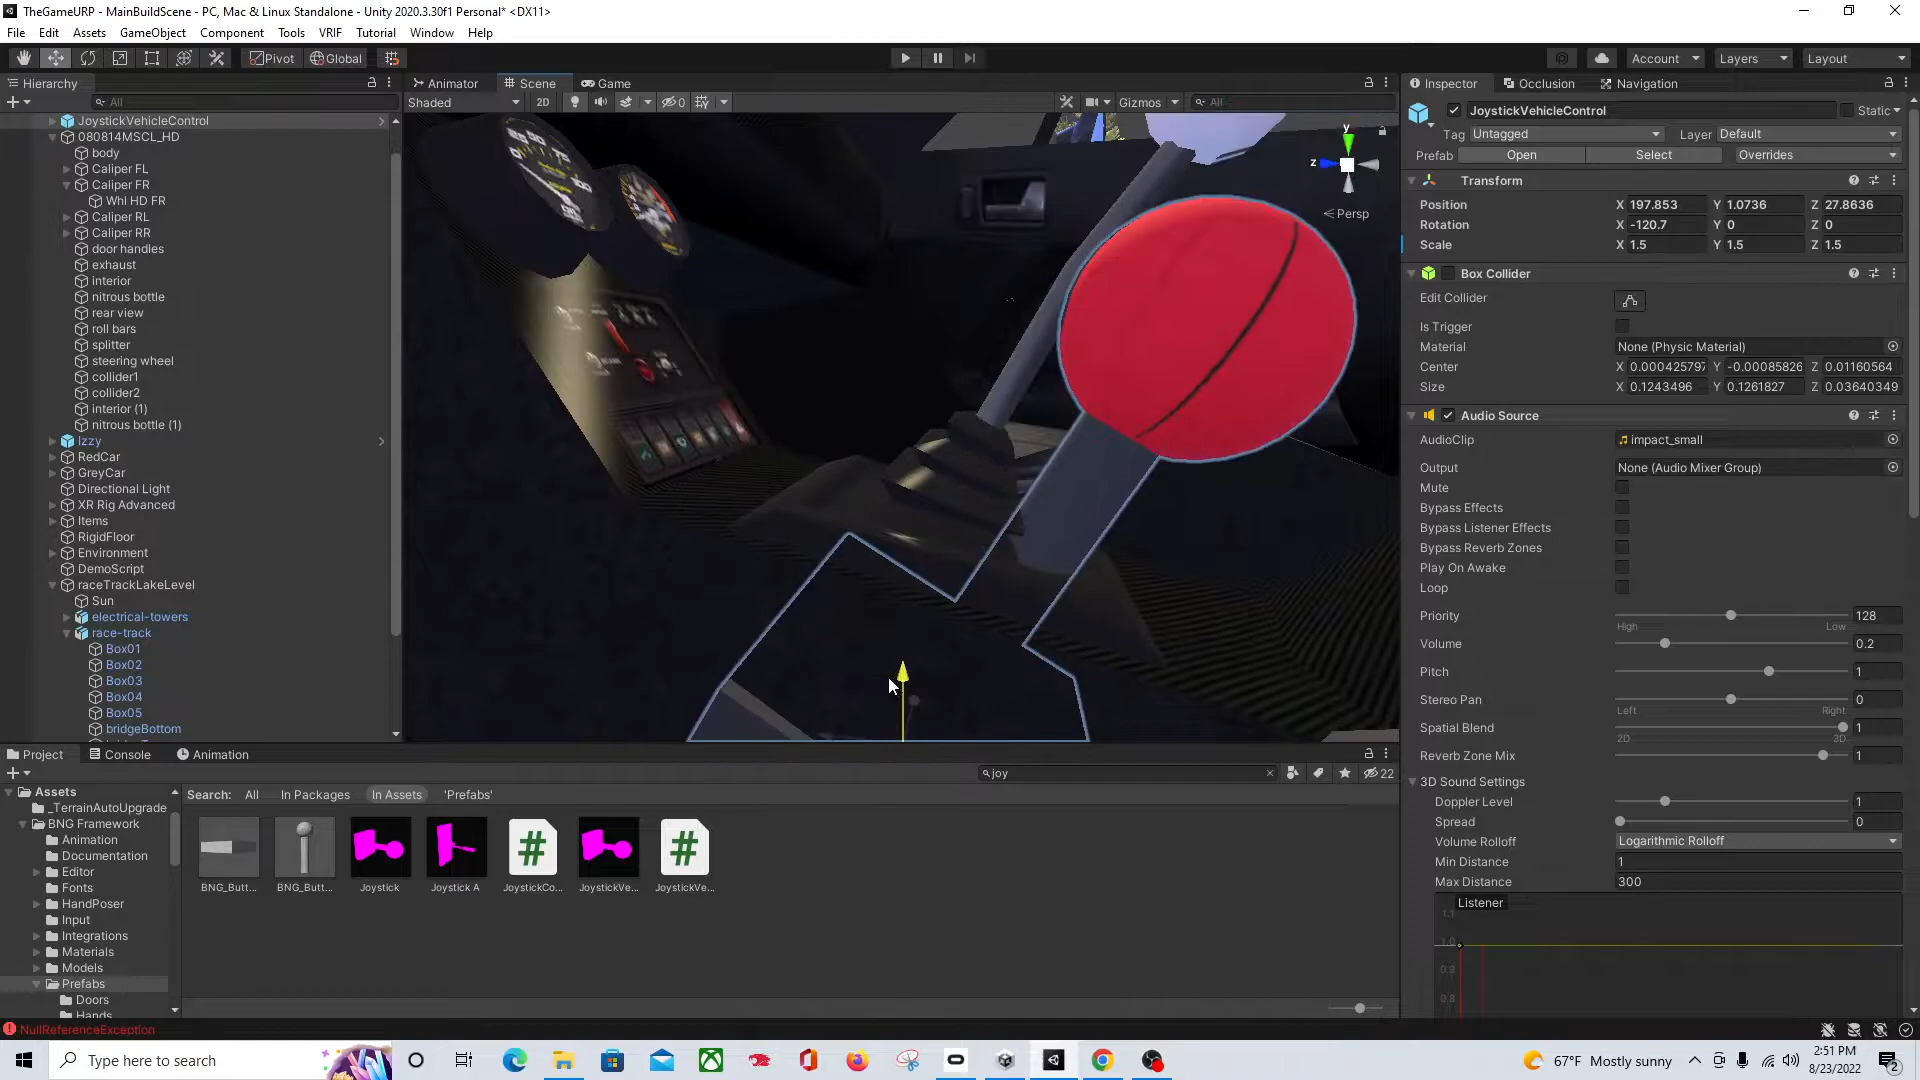 TheGameURP - MainBuildScene - PC, Mac & Linux Standalone - Unity 2020.3.30f1 Personal* <DX11>
File Edit Assets GameObject Component Tools VRIF Tutorial Window Help
Pivot Global Account Layers Layout
Hierarchy
All
JoystickVehicleControl
080814MSCL_HD
body
Caliper FL
Caliper FR
Whl HD FR
Caliper RL
Caliper RR
door handles
exhaust
interior
nitrous bottle
rear view
roll bars
splitter
steering wheel
collider1
collider2
interior (1)
nitrous bottle (1)
Izzy
RedCar
GreyCar
Directional Light
XR Rig Advanced
Items
RigidFloor
Environment
DemoScript
raceTrackLakeLevel
Sun
electrical-towers
race-track
Box01
Box02
Box03
Box04
Box05
bridgeBottom
Animator Scene Game
Shaded 2D 0 Gizmos All
y
z
Persp
Inspector Occlusion Navigation
JoystickVehicleControl Static
Tag Untagged Layer Default
Prefab Open Select Overrides
Transform
Position X 197.853 Y 1.0736 Z 27.8636
Rotation X -120.7 Y 0 Z 0
Scale X 1.5 Y 1.5 Z 1.5
Box Collider
Edit Collider
Is Trigger
Material None (Physic Material)
Center X 0.000425797 Y -0.00085826 Z 0.01160564
Size X 0.1243496 Y 0.1261827 Z 0.03640349
Audio Source
AudioClip impact_small
Output None (Audio Mixer Group)
Mute
Bypass Effects
Bypass Listener Effects
Bypass Reverb Zones
Play On Awake
Loop
Priority 128
High Low
Volume 0.2
Pitch 1
Stereo Pan 0
Left Right
Spatial Blend 1
2D 3D
Reverb Zone Mix 1
3D Sound Settings
Doppler Level 1
Spread 0
Volume Rolloff Logarithmic Rolloff
Min Distance 1
Max Distance 300
Listener
1.1
1.0
0.9
0.8
Project Console Animation
joy 22
Assets
_TerrainAutoUpgrade
BNG Framework
Animation
Documentation
Editor
Fonts
HandPoser
Input
Integrations
Materials
Models
Prefabs
Doors
Hands
Search: All In Packages In Assets 'Prefabs'
BNG_Butt... BNG_Butt... Joystick Joystick A JoystickCo... JoystickVe... JoystickVe...
NullReferenceException
Type here to search
67°F Mostly sunny
2:51 PM
8/23/2022
2